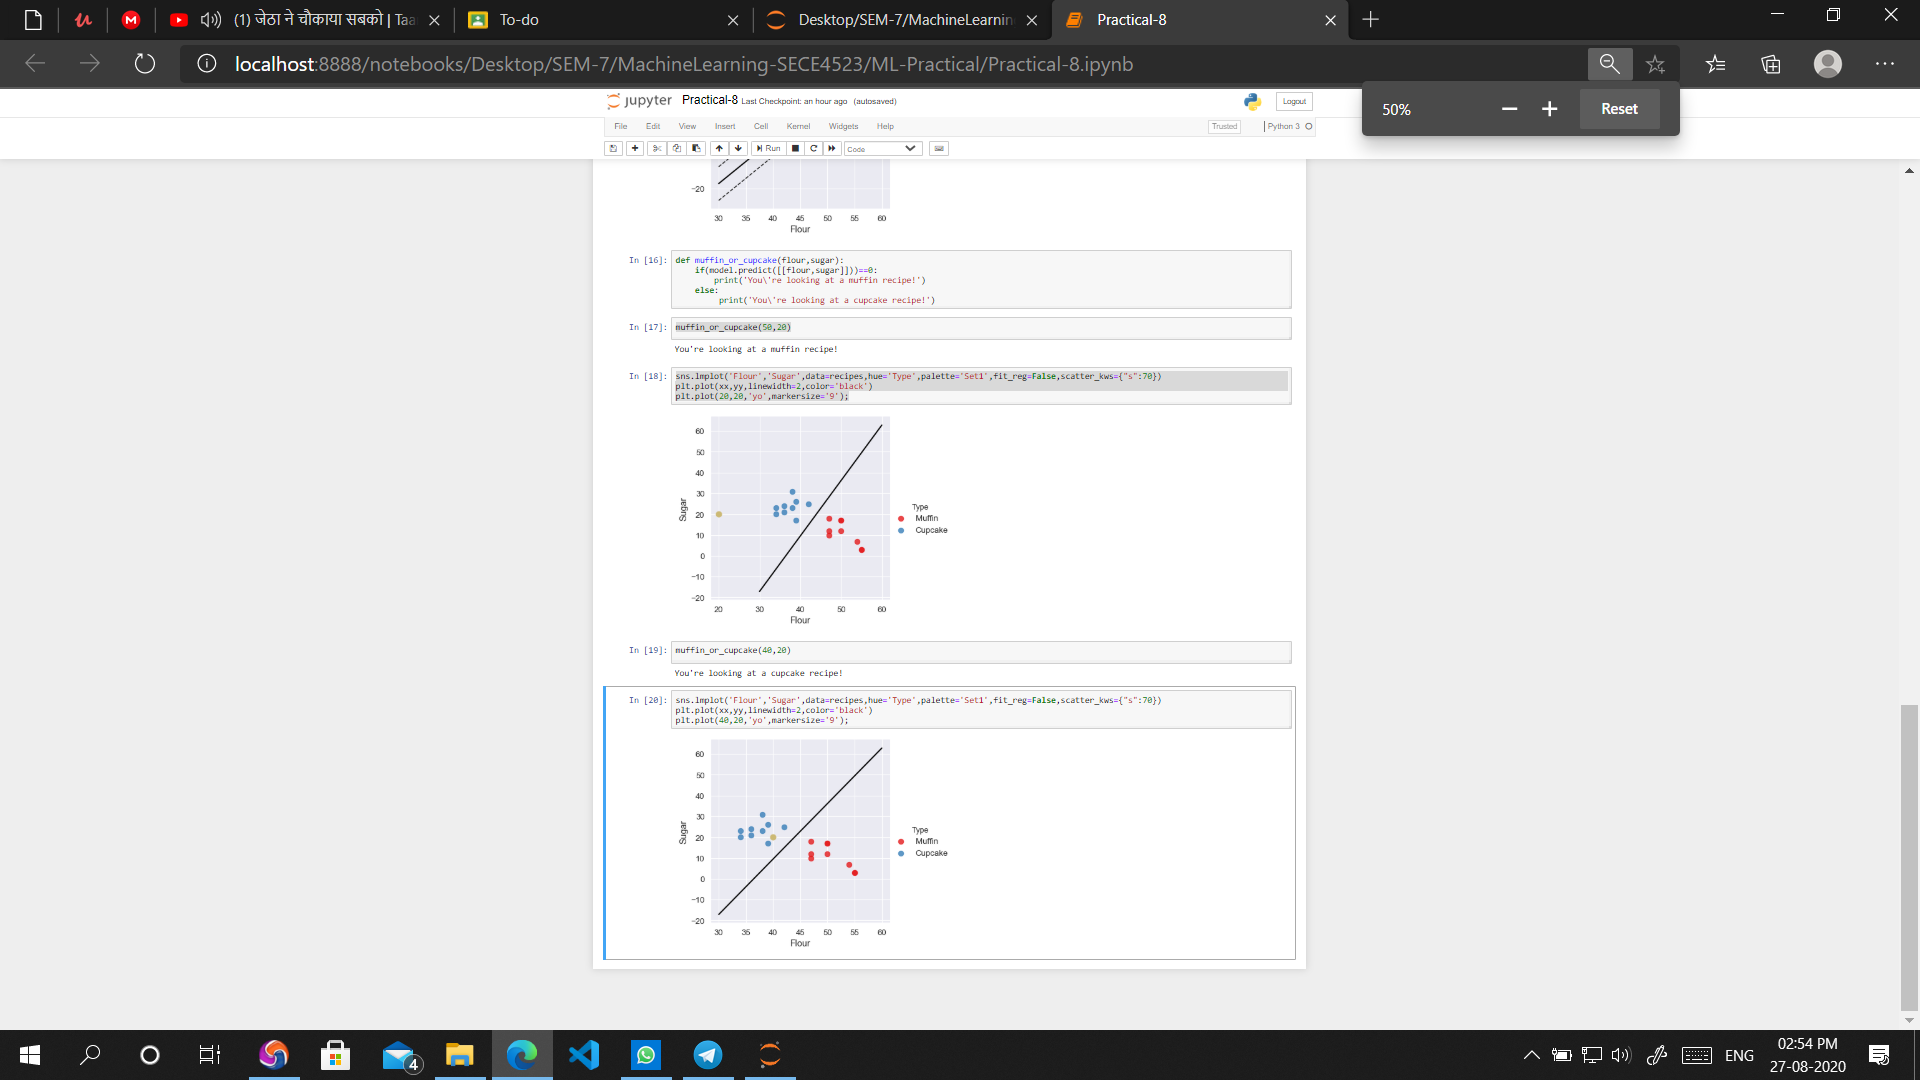 (1) जेठा ने चौकाया सबको | Taa
To-do
Desktop/SEM-7/MachineLearnin
Practical-8
localhost:8888/notebooks/Desktop/SEM-7/MachineLearning-SECE4523/ML-Practical/Practical-8.ipynb
50%
Reset
jupyter Practical-8 Last Checkpoint: an hour ago (autosaved)
Logout
File Edit View Insert Cell Kernel Widgets Help
Trusted
Python 3
Run
Code
−20
30 35 40 45 50 55 60
Flour
In [16]: def muffin_or_cupcake(flour,sugar):
if(model.predict([[flour,sugar]]))==0:
print('You\'re looking at a muffin recipe!')
else:
print('You\'re looking at a cupcake recipe!')
In [17]: muffin_or_cupcake(50,20)
You're looking at a muffin recipe!
In [18]: sns.lmplot('Flour','Sugar',data=recipes,hue='Type',palette='Set1',fit_reg=False,scatter_kws={"s":70})
plt.plot(xx,yy,linewidth=2,color='black')
plt.plot(20,20,'yo',markersize='9');
60
50
40
30
20
10
0
−10
−20
Sugar
20 30 40 50 60
Flour
Type
Muffin
Cupcake
In [19]: muffin_or_cupcake(40,20)
You're looking at a cupcake recipe!
In [20]: sns.lmplot('Flour','Sugar',data=recipes,hue='Type',palette='Set1',fit_reg=False,scatter_kws={"s":70})
plt.plot(xx,yy,linewidth=2,color='black')
plt.plot(40,20,'yo',markersize='9');
60
50
40
30
20
10
0
−10
−20
Sugar
30 35 40 45 50 55 60
Flour
Type
Muffin
Cupcake
4
ENG
02:54 PM
27-08-2020